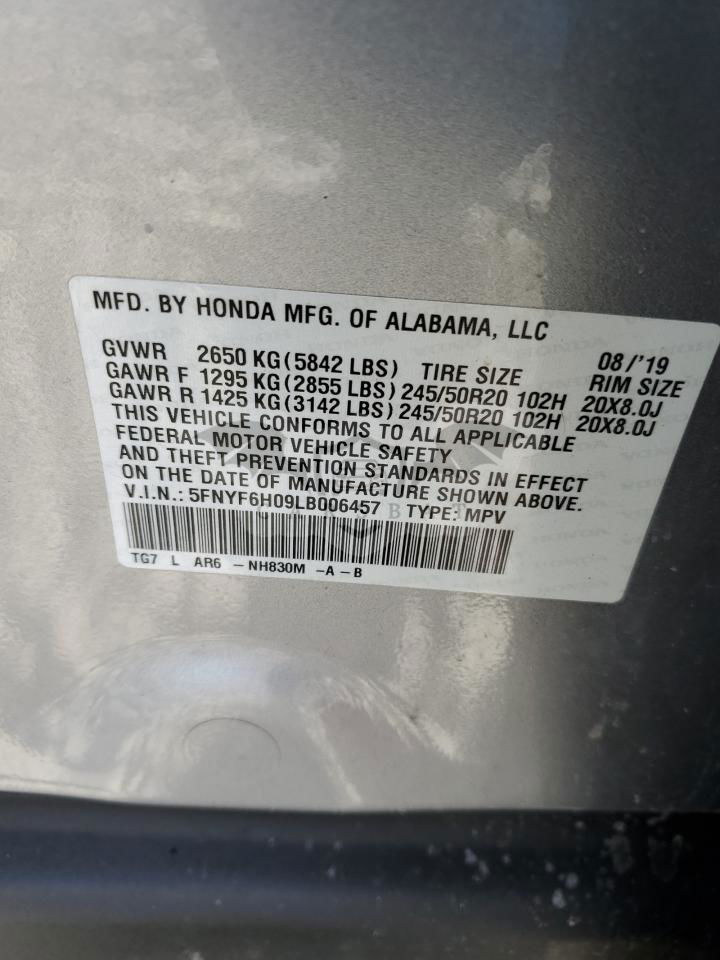 MFD. BY HONDA MFG. OF ALABAMA, LLC 08/'19
GVWR 2650 KG (5842 LBS) TIRE SIZE RIM SIZE
GAWR F 1295 KG (2855 LBS) 245/50R20 102H 20X8.0J
GAWR R 1425 KG (3142 LBS) 245/50R20 102H 20X8.0J
THIS VEHICLE CONFORMS TO ALL APPLICABLE
FEDERAL MOTOR VEHICLE SAFETY
AND THEFT PREVENTION STANDARDS IN EFFECT
ON THE DATE OF MANUFACTURE SHOWN ABOVE.
V.I.N.: 5FNYF6H09LB006457 TYPE: MPV
TG7 L AR6 -NH830M -A-B